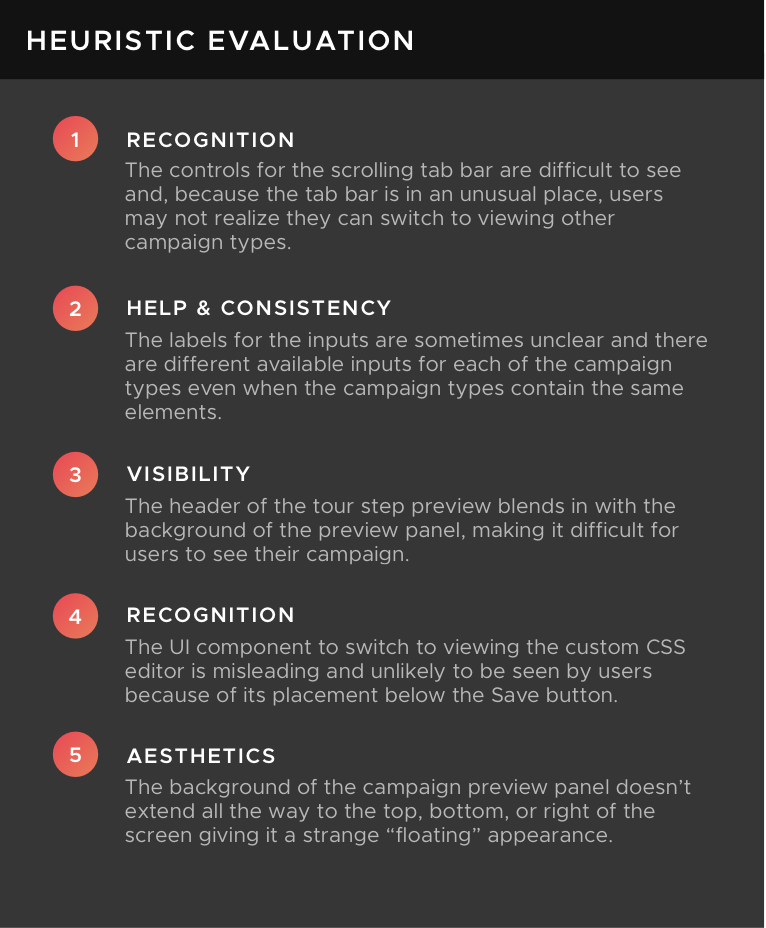 HEURISTIC EVALUATION
1
RECOGNITION
The controls for the scrolling tab bar are difficult to see
and, because the tab bar is in an unusual place, users
may not realize they can switch to viewing other
campaign types.
2
HELP & CONSISTENCY
The labels for the inputs are sometimes unclear and there
are different available inputs for each of the campaign
types even when the campaign types contain the same
elements.
3
VISIBILITY
The header of the tour step preview blends in with the
background of the preview panel, making it difficult for
users to see their campaign.
4
RECOGNITION
The UI component to switch to viewing the custom CSS
editor is misleading and unlikely to be seen by users
because of its placement below the Save button.
5
AESTHETICS
The background of the campaign preview panel doesn’t
extend all the way to the top, bottom, or right of the
screen giving it a strange “floating” appearance.